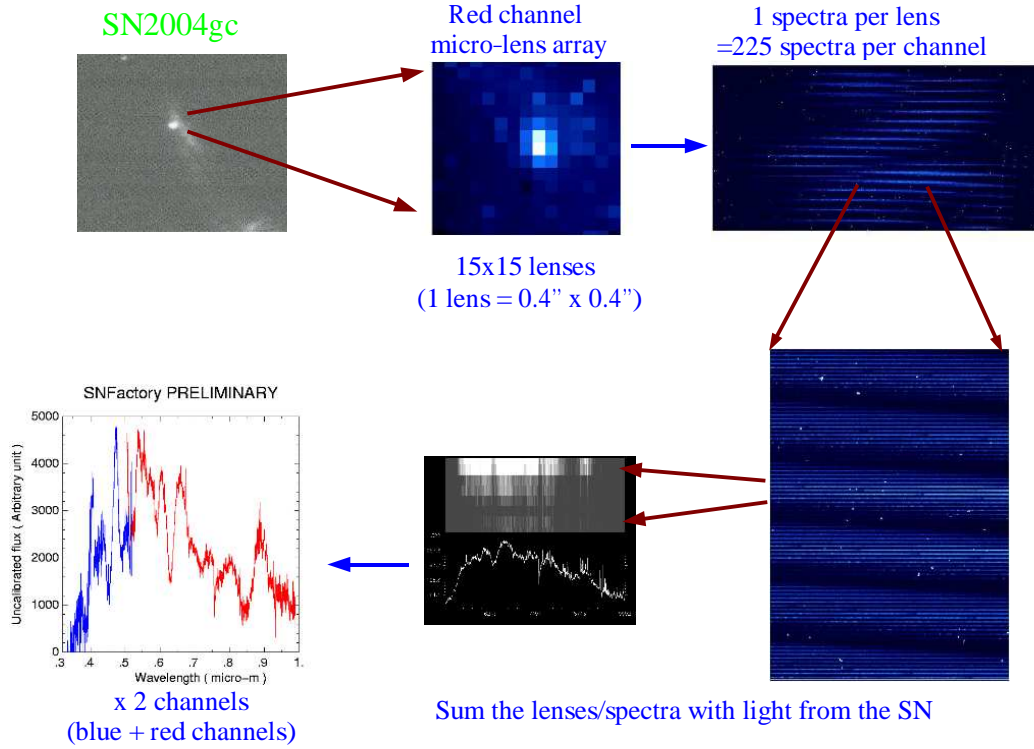 SN2004gc
Red channel
micro-lens array
1 spectra per lens
=225 spectra per channel
15x15 lenses
(1 lens = 0.4” x 0.4”)
SNFactory PRELIMINARY
Uncalibrated flux ( Arbitrary unit )
5000
4000
3000
2000
1000
0
.3 .4 .5 .6 .7 .8 .9 1.
Wavelength ( micro-m )
x 2 channels
(blue + red channels)
Sum the lenses/spectra with light from the SN